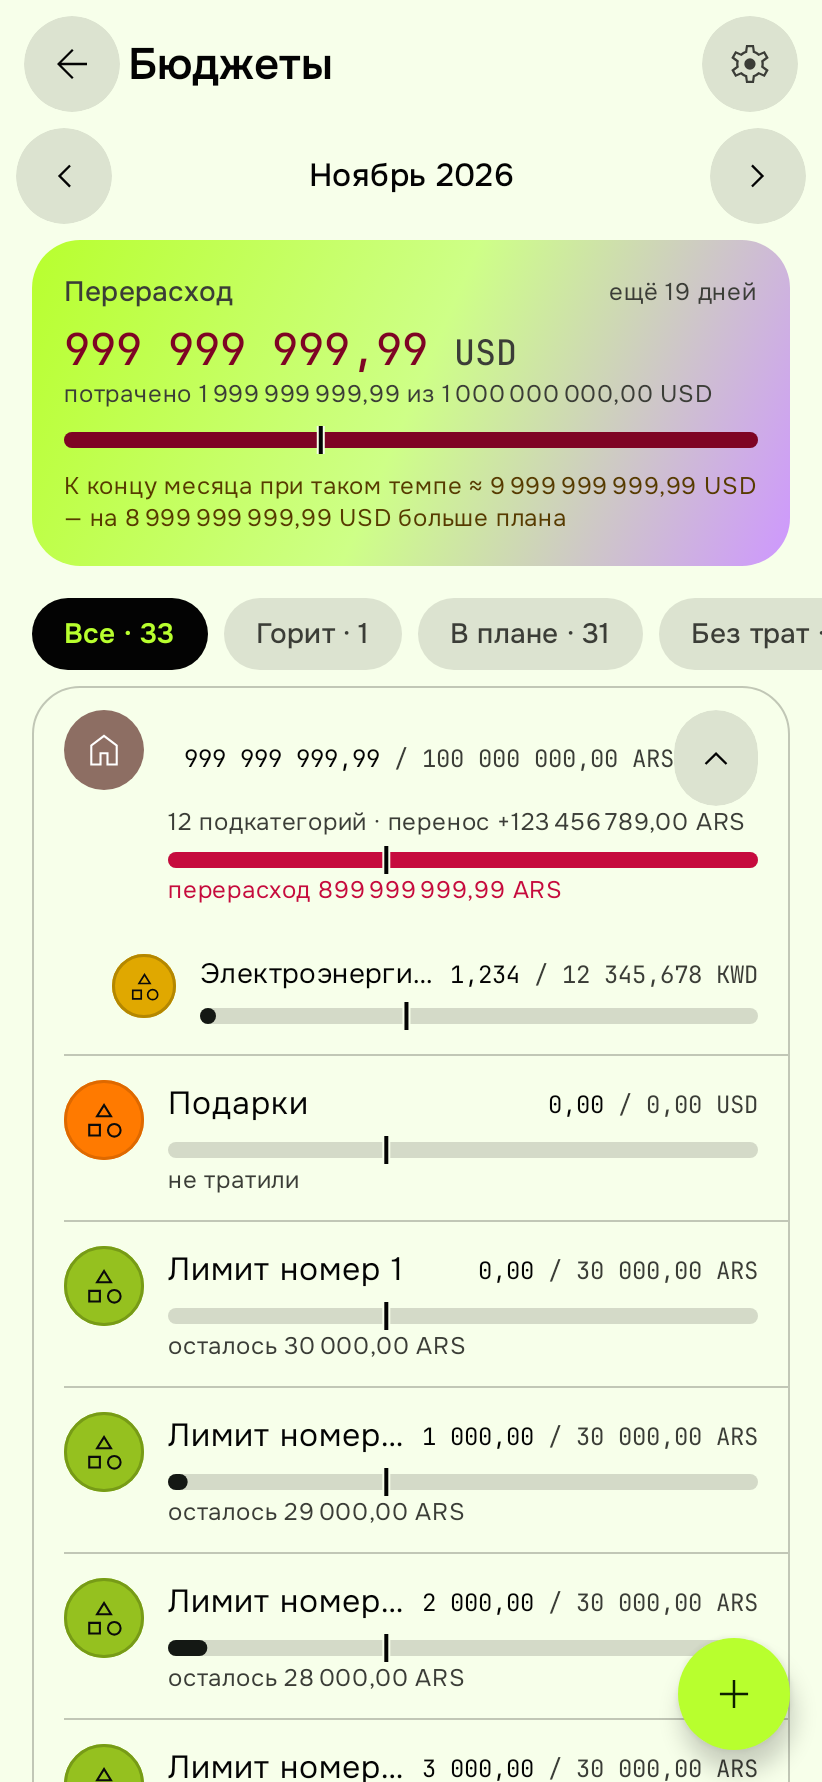 Бюджеты
Ноябрь 2026
Перерасход
ещё 19 дней
999 999 999,99 USD
потрачено 1 999 999 999,99 из 1 000 000 000,00 USD
К концу месяца при таком темпе ≈ 9 999 999 999,99 USD
— на 8 999 999 999,99 USD больше плана
Все · 33
Горит · 1
В плане · 31
Без трат ·
999 999 999,99 / 100 000 000,00 ARS
12 подкатегорий · перенос +123 456 789,00 ARS
перерасход 899 999 999,99 ARS
Электроэнерги… 1,234 / 12 345,678 KWD
Подарки 0,00 / 0,00 USD
не тратили
Лимит номер 1 0,00 / 30 000,00 ARS
осталось 30 000,00 ARS
Лимит номер… 1 000,00 / 30 000,00 ARS
осталось 29 000,00 ARS
Лимит номер… 2 000,00 / 30 000,00 ARS
осталось 28 000,00 ARS
Лимит номер… 3 000,00 / 30 000,00 ARS